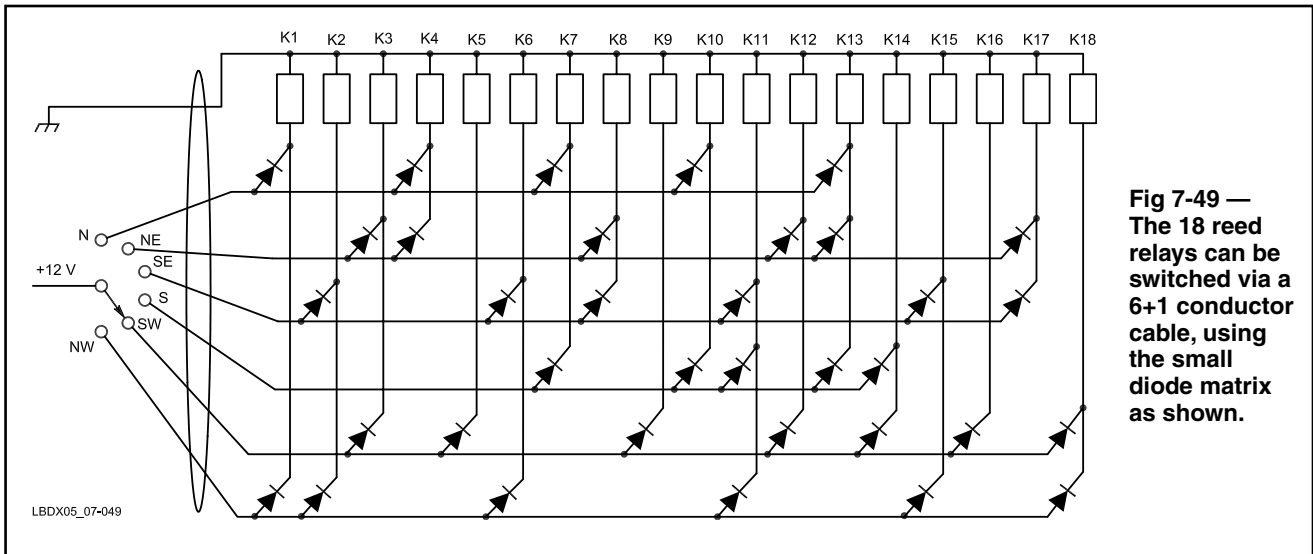 K1 K2 K3 K4 K5 K6 K7 K8 K9 K10 K11 K12 K13 K14 K15 K16 K17 K18
N
NE
SE
+12 V
S
SW
NW
LBDX05_07-049
Fig 7-49 —
The 18 reed
relays can be
switched via a
6+1 conductor
cable, using
the small
diode matrix
as shown.